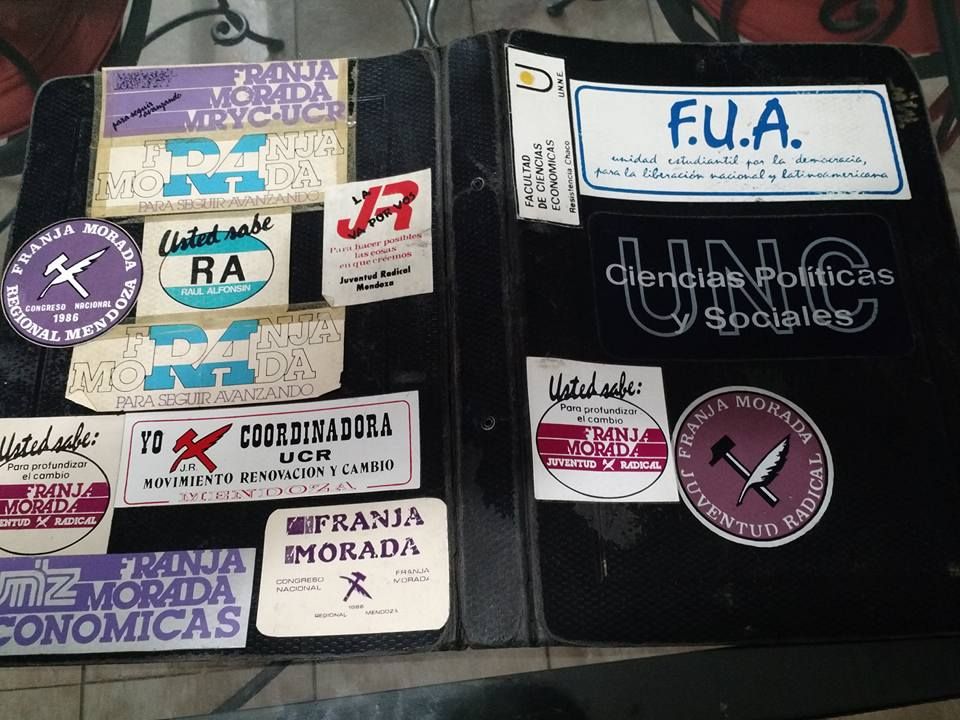 FRANJA
MORADA
para seguir avanzando
MRYC·UCR
FRANJA
MORADA
PARA SEGUIR AVANZANDO
LA
JR
VA POR VOS
Para hacer posibles
las cosas
en que creemos
Juventud Radical
Mendoza
Usted sabe
RA
RAUL ALFONSIN
FRANJA MORADA
CONGRESO NACIONAL
1986
REGIONAL MENDOZA
FRANJA
MORADA
PARA SEGUIR AVANZANDO
Usted sabe:
Para profundizar
el cambio
FRANJA
MORADA
ENTUD RADICAL
YO COORDINADORA
J.R. UCR
MOVIMIENTO RENOVACION Y CAMBIO
MENDOZA
FRANJA
MORADA
CONOMICAS
FRANJA
MORADA
CONGRESO
NACIONAL
FRANJA
MORADA
1986
REGIONAL MENDOZA
U.N.N.E.
FACULTAD
DE CIENCIAS
ECONOMICAS
Resistencia Chaco
F.U.A.
unidad estudiantil por la democracia,
para la liberación nacional y latinoamericana
UNC
Ciencias Políticas
y Sociales
Usted sabe:
Para profundizar
el cambio
FRANJA
MORADA
JUVENTUD RADICAL
FRANJA MORADA
JUVENTUD RADICAL